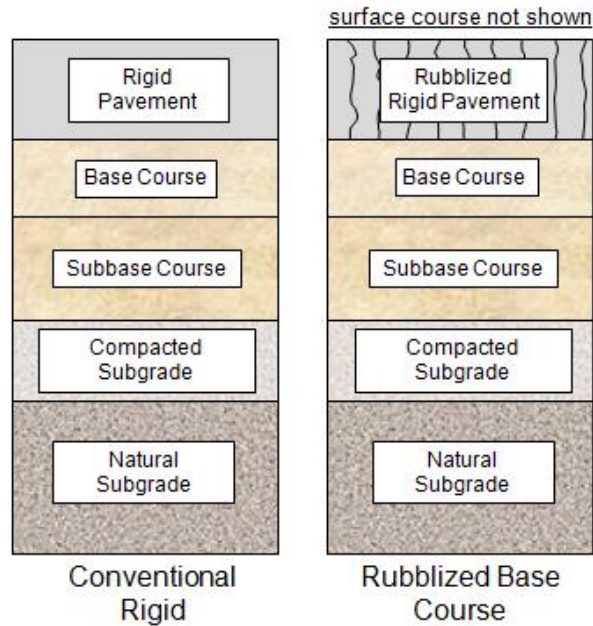 surface course not shown
Rigid
Pavement
Base Course
Subbase Course
Compacted
Subgrade
Natural
Subgrade
Conventional
Rigid
Rubblized
Rigid Pavement
Base Course
Subbase Course
Compacted
Subgrade
Natural
Subgrade
Rubblized Base
Course